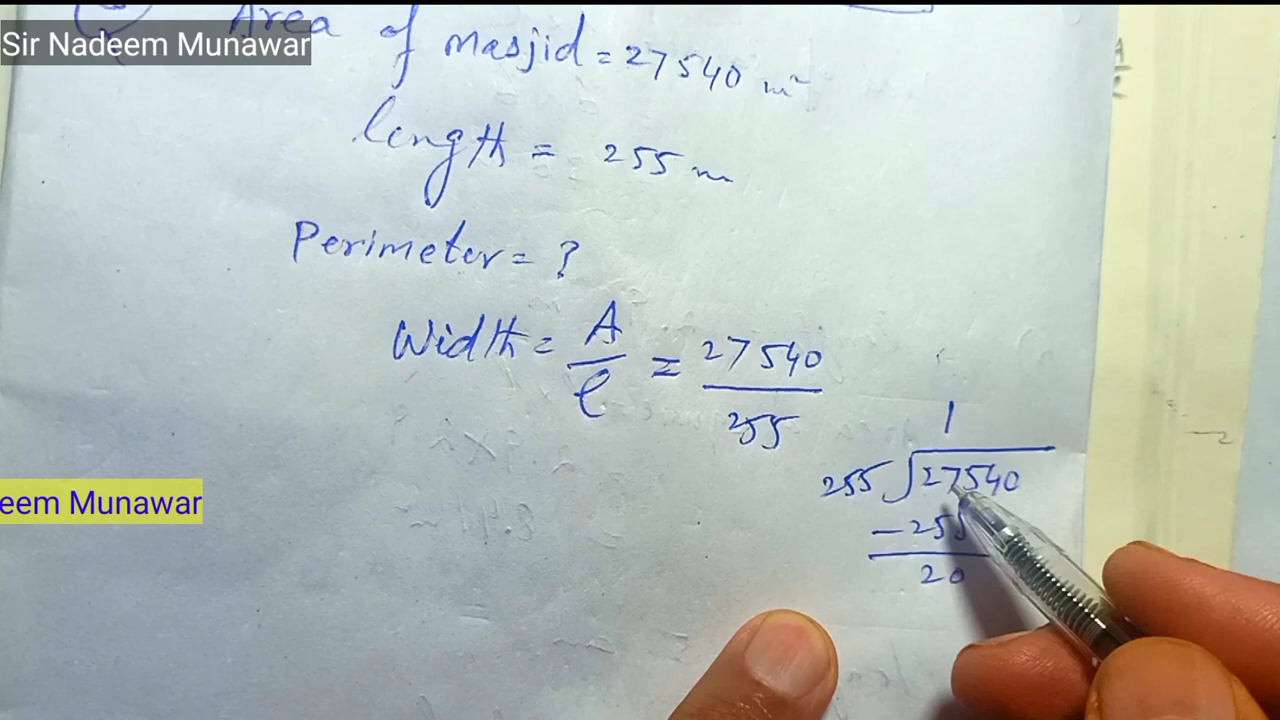 Area of masjid = 27540 m²
Sir Nadeem Munawar
length = 255 m
Perimeter = ?
Width = A/l = 27540/255
1
255 27540
eem Munawar
- 255
20